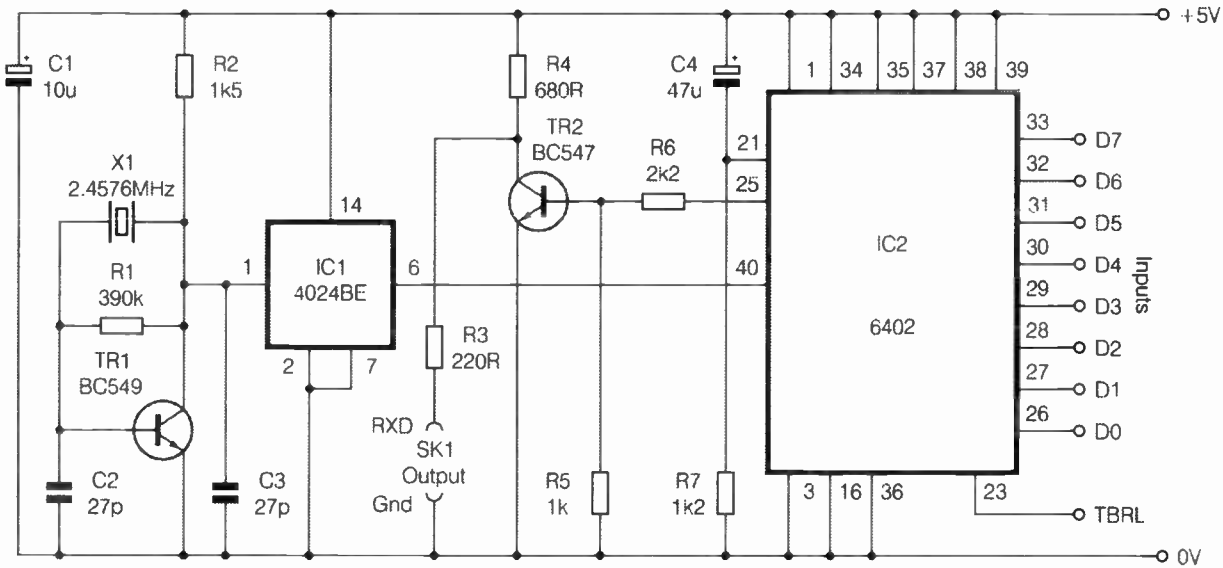 +5V
C1
10u
R2
1k5
R4
680R
C4
47u
1
34
35
37
38
39
TR2
BC547
X1
2.4576MHz
R6
2k2
21
25
33
D7
32
D6
31
D5
30
D4
29
D3
28
D2
27
D1
26
D0
Inputs
14
1
IC1
4024BE
6
40
IC2
6402
R1
390k
2
7
R3
220R
TR1
BC549
RXD
SK1
Output
Gnd
C2
27p
C3
27p
R5
1k
R7
1k2
3
16
36
23
TBRL
0V